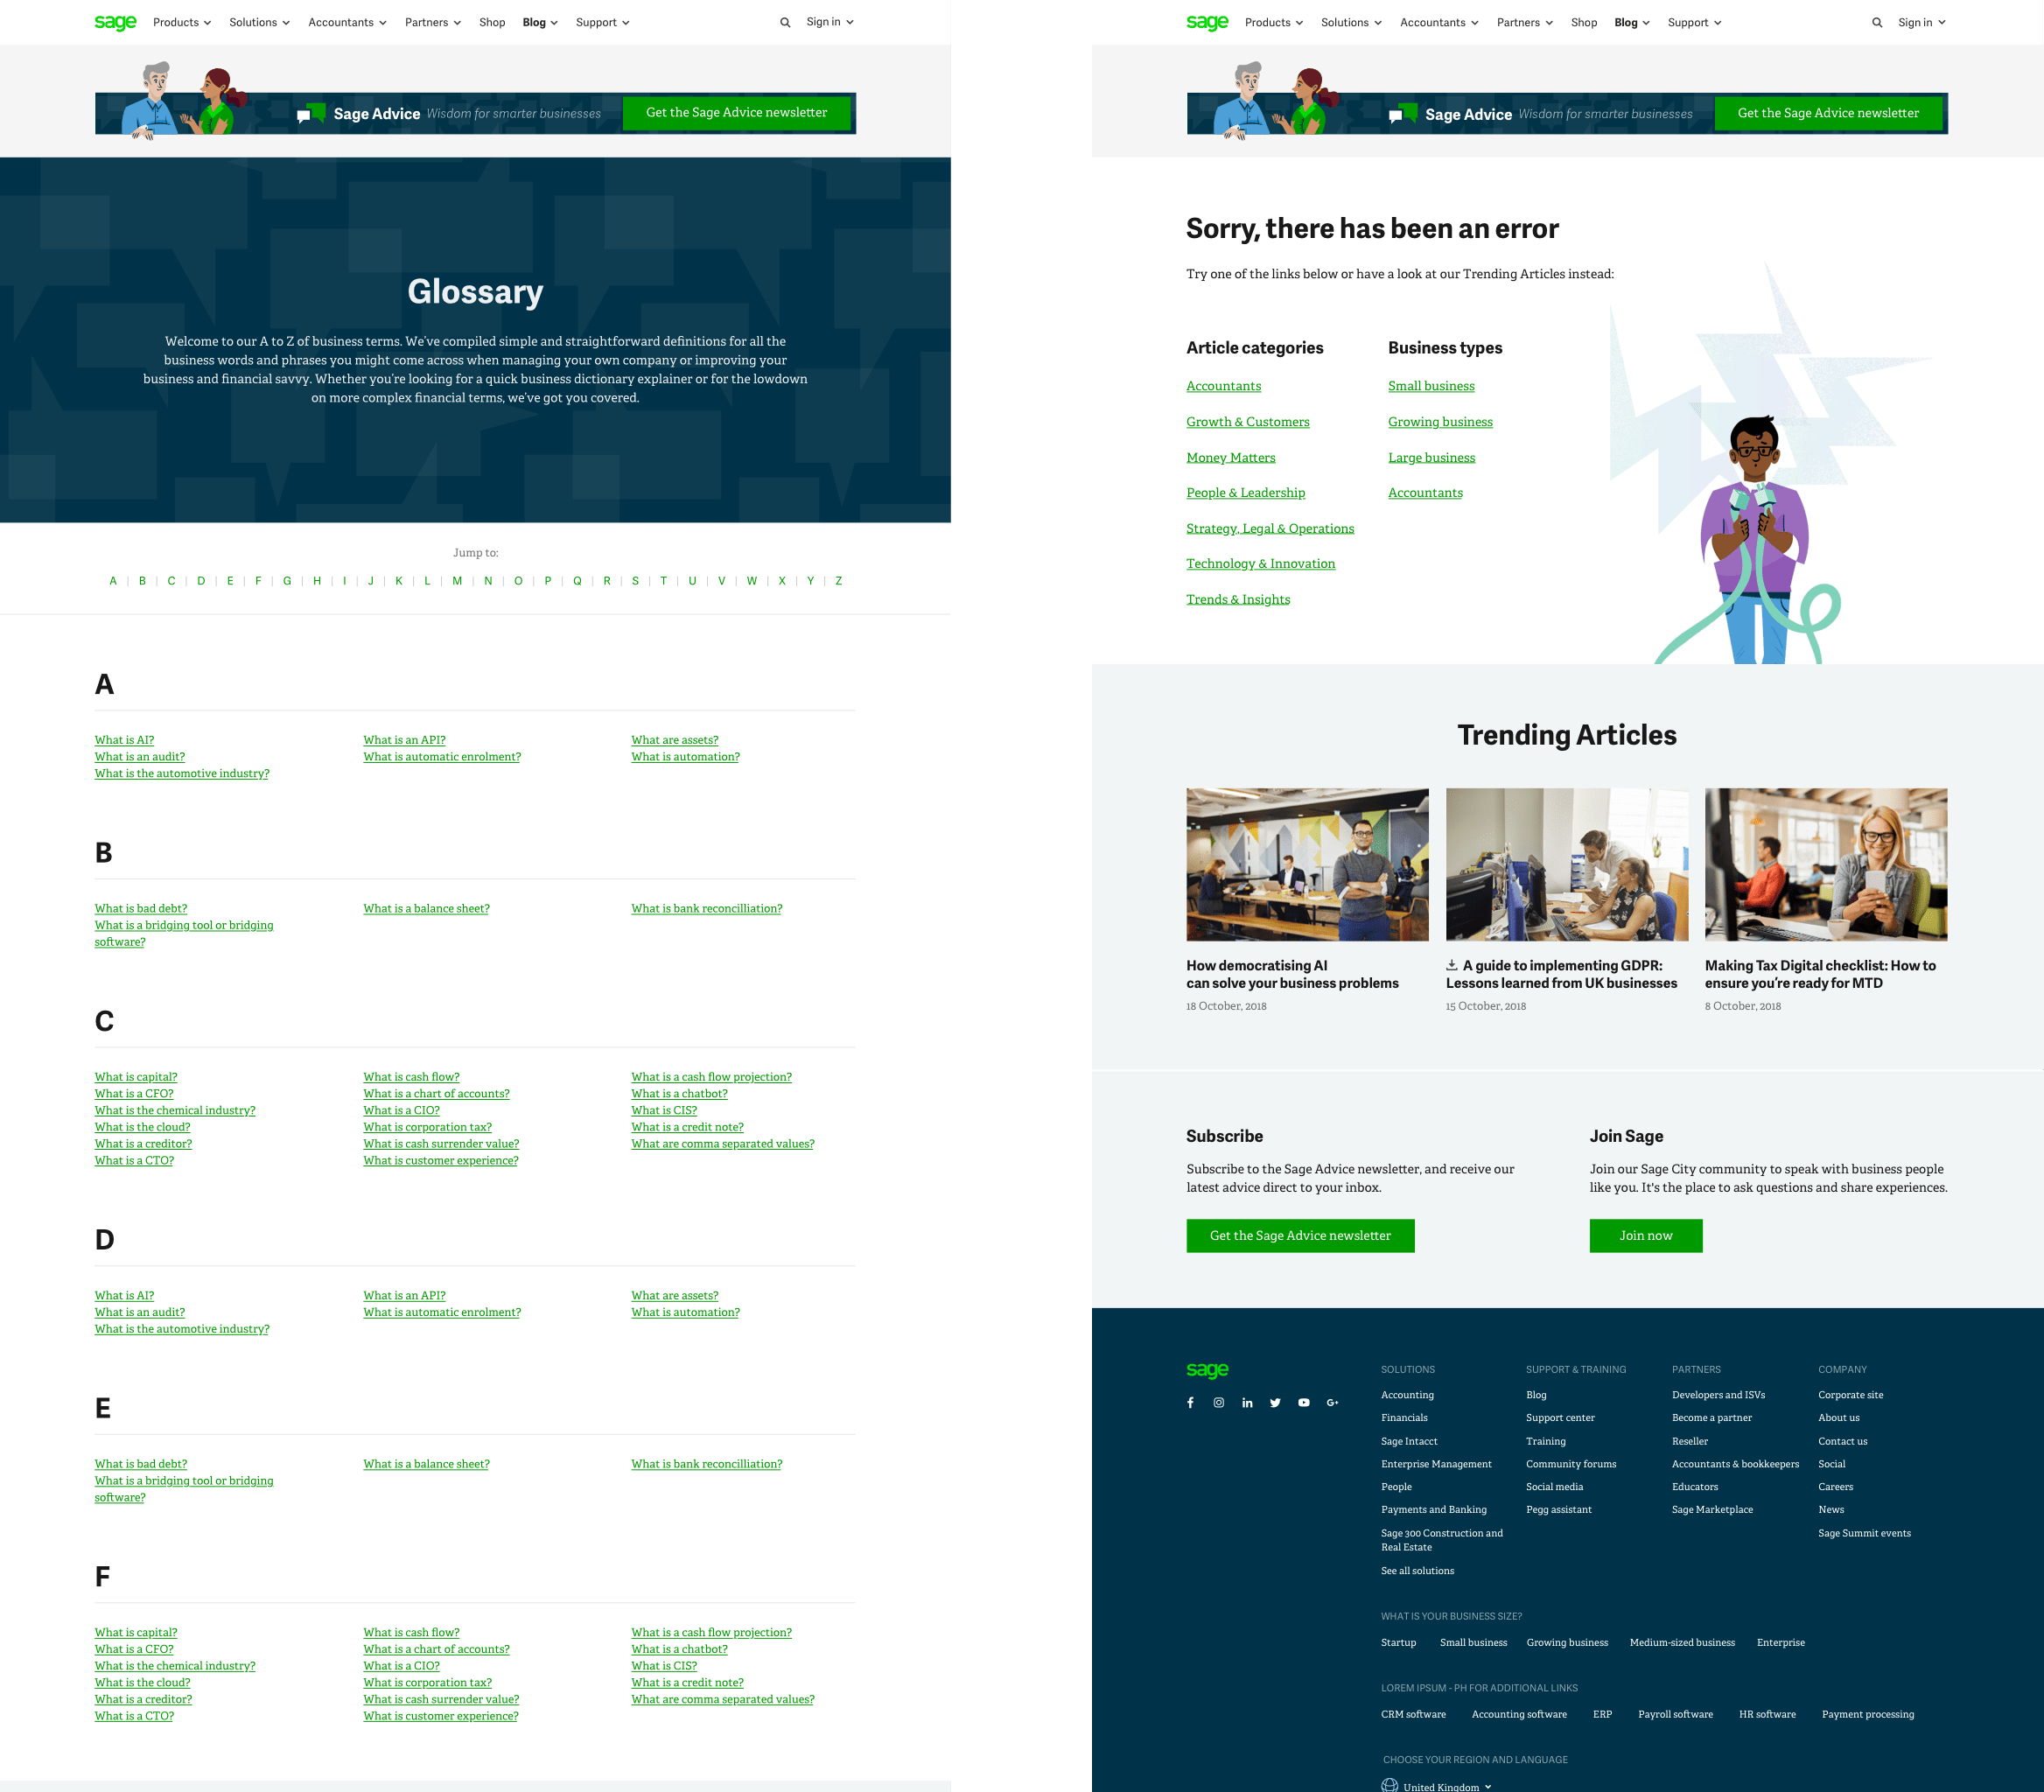 sage Products Solutions Accountants Partners Shop Blog Support Sign in
Sage Advice Wisdom for smarter businesses Get the Sage Advice newsletter
Glossary
Welcome to our A to Z of business terms. We've compiled simple and straightforward definitions for all the
business words and phrases you might come across when managing your own company or improving your
business and financial savvy. Whether you're looking for a quick business dictionary explainer or for the lowdown
on more complex financial terms, we've got you covered.
Jump to:
A | B | C | D | E | F | G | H | I | J | K | L | M | N | O | P | Q | R | S | T | U | V | W | X | Y | Z
A
What is AI? What is an API? What are assets?
What is an audit? What is automatic enrolment? What is automation?
What is the automotive industry?
B
What is bad debt? What is a balance sheet? What is bank reconcilliation?
What is a bridging tool or bridging
software?
C
What is capital? What is cash flow? What is a cash flow projection?
What is a CFO? What is a chart of accounts? What is a chatbot?
What is the chemical industry? What is a CIO? What is CIS?
What is the cloud? What is corporation tax? What is a credit note?
What is a creditor? What is cash surrender value? What are comma separated values?
What is a CTO? What is customer experience?
D
What is AI? What is an API? What are assets?
What is an audit? What is automatic enrolment? What is automation?
What is the automotive industry?
E
What is bad debt? What is a balance sheet? What is bank reconcilliation?
What is a bridging tool or bridging
software?
F
What is capital? What is cash flow? What is a cash flow projection?
What is a CFO? What is a chart of accounts? What is a chatbot?
What is the chemical industry? What is a CIO? What is CIS?
What is the cloud? What is corporation tax? What is a credit note?
What is a creditor? What is cash surrender value? What are comma separated values?
What is a CTO? What is customer experience?
sage Products Solutions Accountants Partners Shop Blog Support Sign in
Sage Advice Wisdom for smarter businesses Get the Sage Advice newsletter
Sorry, there has been an error
Try one of the links below or have a look at our Trending Articles instead:
Article categories Business types
Accountants Small business
Growth & Customers Growing business
Money Matters Large business
People & Leadership Accountants
Strategy, Legal & Operations
Technology & Innovation
Trends & Insights
Trending Articles
How democratising AI
can solve your business problems
18 October, 2018
A guide to implementing GDPR:
Lessons learned from UK businesses
15 October, 2018
Making Tax Digital checklist: How to
ensure you're ready for MTD
8 October, 2018
Subscribe
Subscribe to the Sage Advice newsletter, and receive our
latest advice direct to your inbox.
Get the Sage Advice newsletter
Join Sage
Join our Sage City community to speak with business people
like you. It's the place to ask questions and share experiences.
Join now
sage
SOLUTIONS SUPPORT & TRAINING PARTNERS COMPANY
Accounting Blog Developers and ISVs Corporate site
Financials Support center Become a partner About us
Sage Intacct Training Reseller Contact us
Enterprise Management Community forums Accountants & bookkeepers Social
People Social media Educators Careers
Payments and Banking Pegg assistant Sage Marketplace News
Sage 300 Construction and Sage Summit events
Real Estate
See all solutions
WHAT IS YOUR BUSINESS SIZE?
Startup Small business Growing business Medium-sized business Enterprise
LOREM IPSUM - PH FOR ADDITIONAL LINKS
CRM software Accounting software ERP Payroll software HR software Payment processing
CHOOSE YOUR REGION AND LANGUAGE
United Kingdom